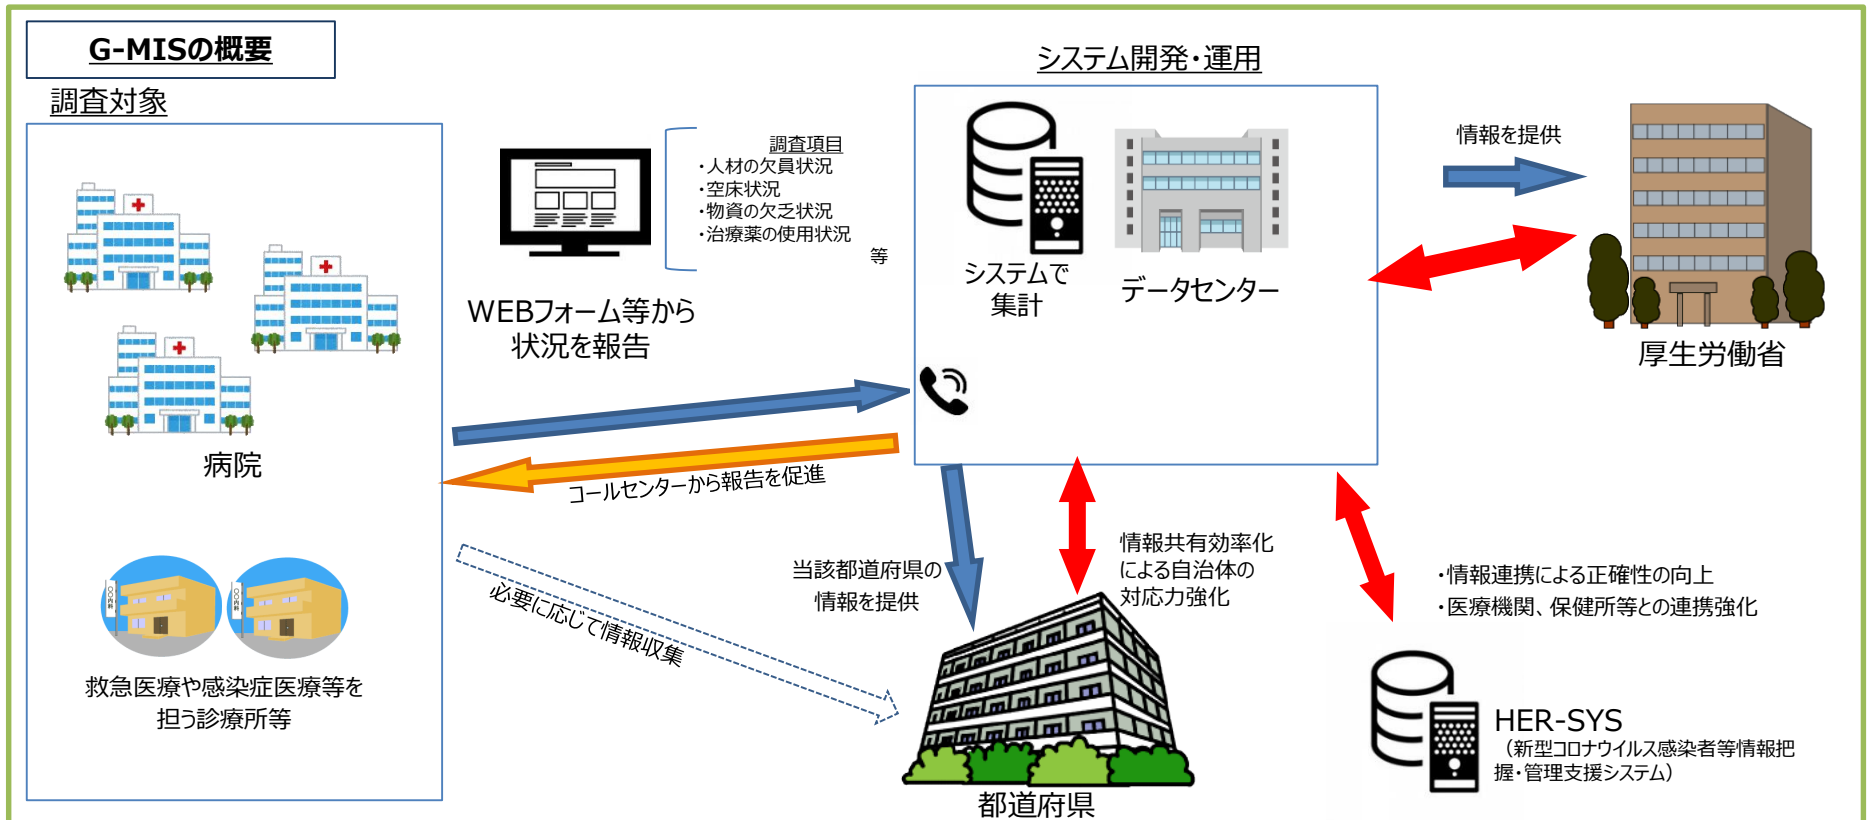 G-MISの概要
調査対象
病院
救急医療や感染症医療等を
担う診療所等
WEBフォーム等から
状況を報告
調査項目
・人材の欠員状況
・空床状況
・物資の欠乏状況
・治療薬の使用状況
等
コールセンターから報告を促進
必要に応じて情報収集
システム開発・運用
システムで
集計
データセンター
情報を提供
厚生労働省
当該都道府県の
情報を提供
情報共有効率化
による自治体の
対応力強化
都道府県
・情報連携による正確性の向上
・医療機関、保健所等との連携強化
HER-SYS
（新型コロナウイルス感染者等情報把
握・管理支援システム）